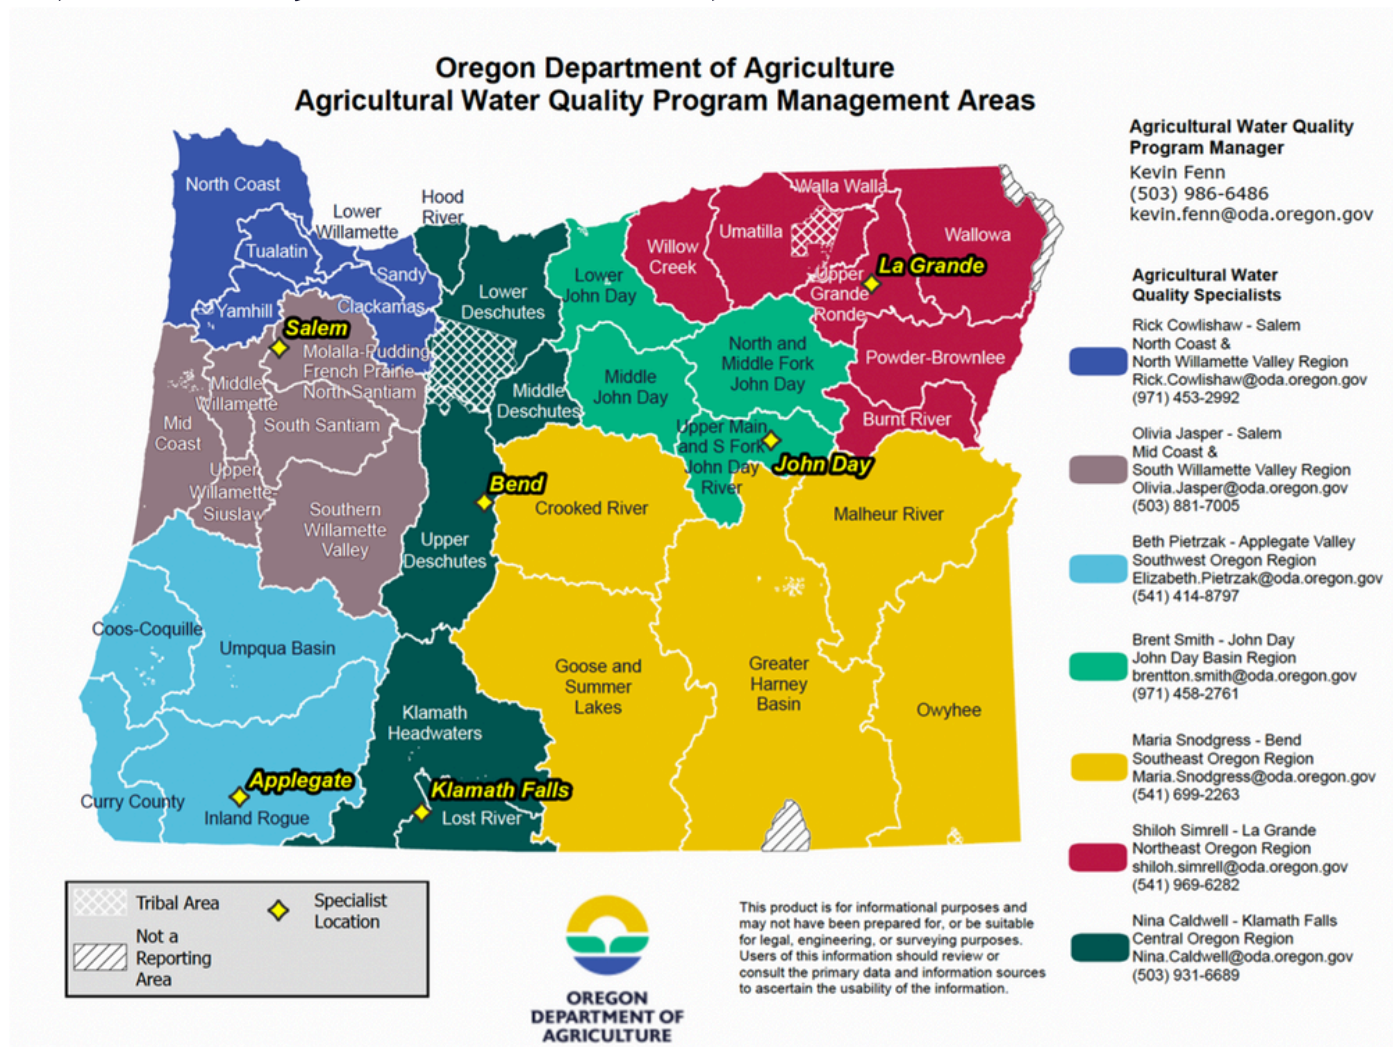 Oregon Department of Agriculture
Agricultural Water Quality Program Management Areas
Agricultural Water Quality
Program Manager
Kevin Fenn
(503) 986-6486
kevin.fenn@oda.oregon.gov
Agricultural Water
Quality Specialists
Rick Cowlishaw - Salem
North Coast &
North Willamette Valley Region
Rick.Cowlishaw@oda.oregon.gov
(971) 453-2992
Olivia Jasper - Salem
Mid Coast &
South Willamette Valley Region
Olivia.Jasper@oda.oregon.gov
(503) 881-7005
Beth Pietrzak - Applegate Valley
Southwest Oregon Region
Elizabeth.Pietrzak@oda.oregon.gov
(541) 414-8797
Brent Smith - John Day
John Day Basin Region
brentton.smith@oda.oregon.gov
(971) 458-2761
Maria Snodgress - Bend
Southeast Oregon Region
Maria.Snodgress@oda.oregon.gov
(541) 699-2263
Shiloh Simrell - La Grande
Northeast Oregon Region
shiloh.simrell@oda.oregon.gov
(541) 969-6282
Nina Caldwell - Klamath Falls
Central Oregon Region
Nina.Caldwell@oda.oregon.gov
(503) 931-6689
North Coast
Tualatin
Lower
Willamette
Hood
River
Sandy
Yamhill
Clackamas
Salem
Molalla-Pudding
French Prairie
North Santiam
Middle
Willamette
South Santiam
Mid
Coast
Upper
Willamette-
Siuslaw
Southern
Willamette
Valley
Lower
Deschutes
Middle
Deschutes
Upper
Deschutes
Bend
Lower
John Day
Middle
John Day
North and
Middle Fork
John Day
Upper Main
and S Fork
John Day
River
John Day
Willow
Creek
Umatilla
Walla Walla
Wallowa
La Grande
Upper
Grande
Ronde
Powder-Brownlee
Burnt River
Crooked River
Malheur River
Goose and
Summer
Lakes
Greater
Harney
Basin
Owyhee
Coos-Coquille
Umpqua Basin
Curry County
Applegate
Inland Rogue
Klamath
Headwaters
Klamath Falls
Lost River
Tribal Area
Specialist
Location
Not a
Reporting
Area
OREGON
DEPARTMENT OF
AGRICULTURE
This product is for informational purposes and
may not have been prepared for, or be suitable
for legal, engineering, or surveying purposes.
Users of this information should review or
consult the primary data and information sources
to ascertain the usability of the information.